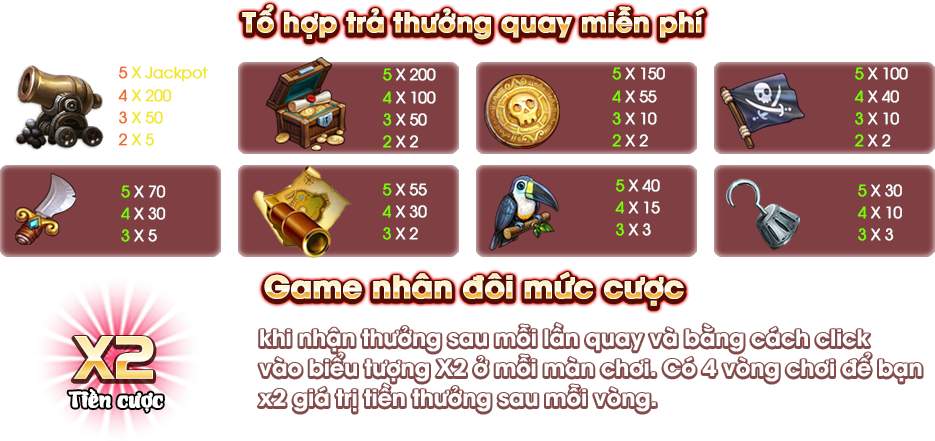 Tổ hợp trả thưởng quay miễn phí
5 X Jackpot
4 X 200
3 X 50
2 X 5
5 X 200
4 X 100
3 X 50
2 X 2
5 X 150
4 X 55
3 X 10
2 X 2
5 X 100
4 X 40
3 X 10
2 X 2
5 X 70
4 X 30
3 X 5
5 X 55
4 X 30
3 X 2
5 X 40
4 X 15
3 X 3
5 X 30
4 X 10
3 X 3
Game nhân đôi mức cược
X2
Tiền cược
khi nhận thưởng sau mỗi lần quay và bằng cách click
vào biểu tượng X2 ở mỗi màn chơi. Có 4 vòng chơi để bạn
x2 giá trị tiền thưởng sau mỗi vòng.